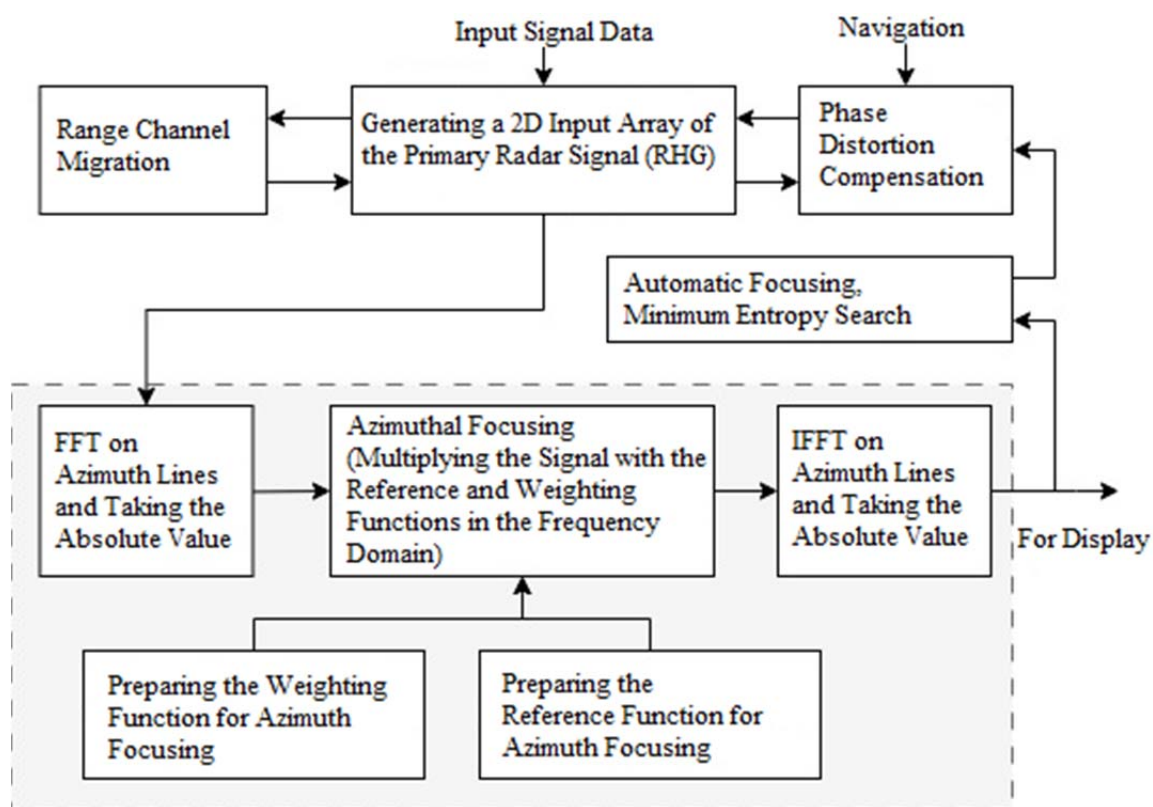 Input Signal Data
Navigation
Range Channel
Migration
Generating a 2D Input Array of
the Primary Radar Signal (RHG)
Phase
Distortion
Compensation
Automatic Focusing,
Minimum Entropy Search
FFT on
Azimuth Lines
and Taking the
Absolute Value
Azimuthal Focusing
(Multiplying the Signal with the
Reference and Weighting
Functions in the Frequency
Domain)
IFFT on
Azimuth Lines
and Taking the
Absolute Value
For Display
Preparing the Weighting
Function for Azimuth
Focusing
Preparing the
Reference Function for
Azimuth Focusing